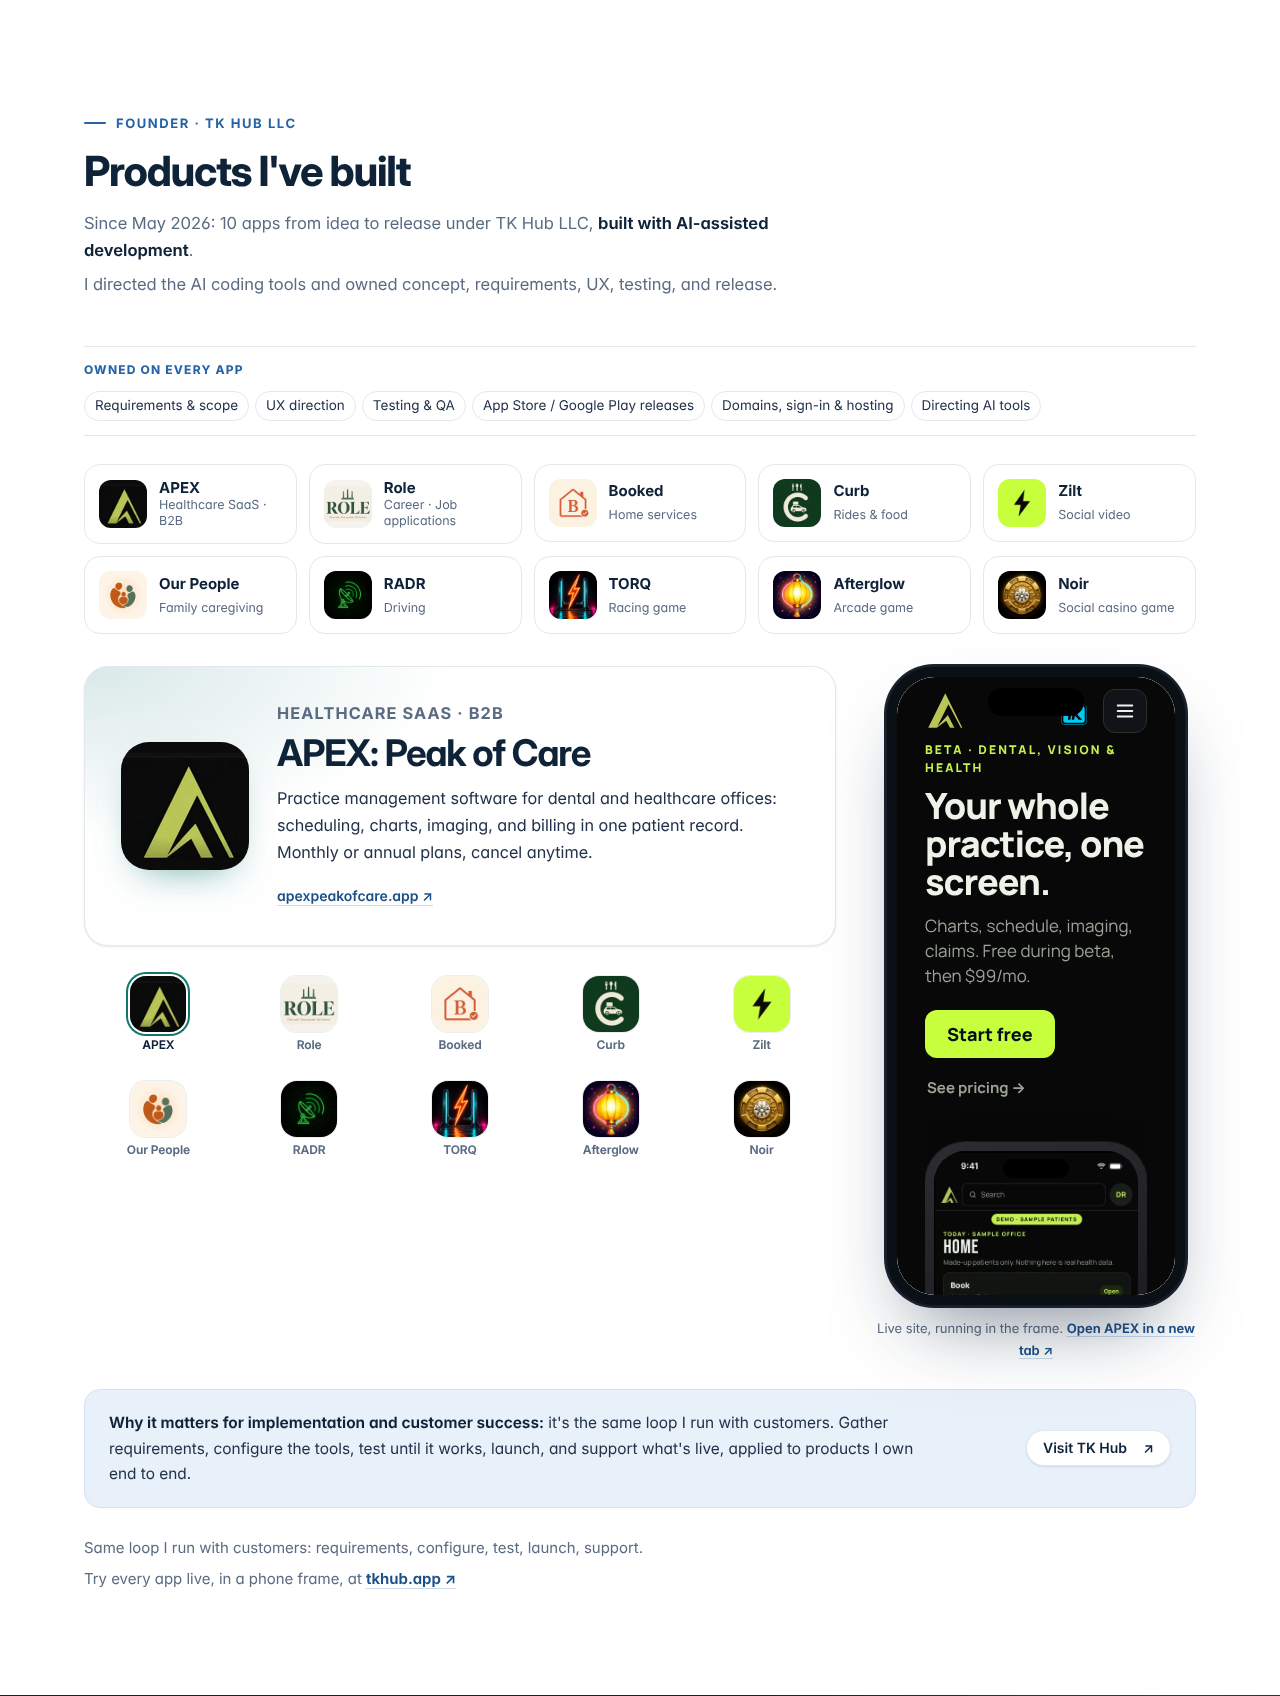 FOUNDER · TK HUB LLC
Products I've built
Since May 2026: 10 apps from idea to release under TK Hub LLC, built with AI-assisted
development.
I directed the AI coding tools and owned concept, requirements, UX, testing, and release.
OWNED ON EVERY APP
Requirements & scope
UX direction
Testing & QA
App Store / Google Play releases
Domains, sign-in & hosting
Directing AI tools
APEX
Healthcare SaaS ·
B2B
ROLE
Role
Career · Job
applications
B
Booked
Home services
Curb
Rides & food
Zilt
Social video
Our People
Family caregiving
RADR
Driving
TORQ
Racing game
Afterglow
Arcade game
Noir
Social casino game
HEALTHCARE SAAS · B2B
APEX: Peak of Care
Practice management software for dental and healthcare offices:
scheduling, charts, imaging, and billing in one patient record.
Monthly or annual plans, cancel anytime.
apexpeakofcare.app ↗
APEX
ROLE
Role
B
Booked
Curb
Zilt
Our People
RADR
TORQ
Afterglow
Noir
BETA · DENTAL, VISION &
HEALTH
Your whole
practice, one
screen.
Charts, schedule, imaging,
claims. Free during beta,
then $99/mo.
Start free
See pricing →
9:41
Search
DR
DEMO · SAMPLE PATIENTS
TODAY · SAMPLE OFFICE
HOME
Made-up patients only. Nothing here is real health data.
Book
Open
Live site, running in the frame. Open APEX in a new
tab ↗
Why it matters for implementation and customer success: it's the same loop I run with customers. Gather
requirements, configure the tools, test until it works, launch, and support what's live, applied to products I own
end to end.
Visit TK Hub ↗
Same loop I run with customers: requirements, configure, test, launch, support.
Try every app live, in a phone frame, at tkhub.app ↗